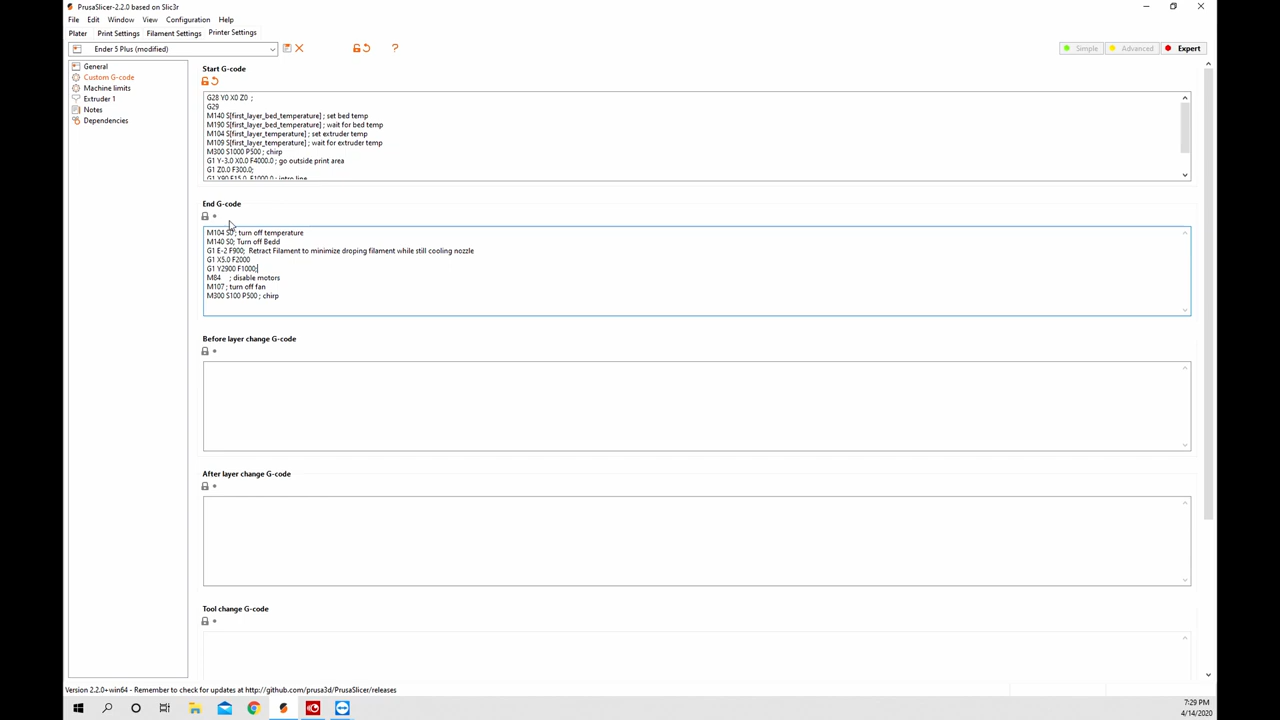 PrusaSlicer-2.2.0 based on Slic3r
File Edit Window View Configuration Help
Plater Print Settings Filament Settings Printer Settings
Ender 5 Plus (modified)
?
Simple Advanced Expert
General
Custom G-code
Machine limits
Extruder 1
Notes
Dependencies
Start G-code
G28 Y0 X0 Z0 ;
G29
M140 S[first_layer_bed_temperature] ; set bed temp
M190 S[first_layer_bed_temperature] ; wait for bed temp
M104 S[first_layer_temperature] ; set extruder temp
M109 S[first_layer_temperature] ; wait for extruder temp
M300 S1000 P500 ; chirp
G1 Y-3.0 X0.0 F4000.0 ; go outside print area
G1 Z0.0 F300.0;
G1 X90 E15.0 F1000.0 ; intro line
End G-code
M104 S0 ; turn off temperature
M140 S0; Turn off Bedd
G1 E-2 F900; Retract Filament to minimize droping filament while still cooling nozzle
G1 X5.0 F2000
G1 Y2900 F1000;
M84 ; disable motors
M107 ; turn off fan
M300 S100 P500 ; chirp
Before layer change G-code
After layer change G-code
Tool change G-code
Version 2.2.0+win64 - Remember to check for updates at http://github.com/prusa3d/PrusaSlicer/releases
7:29 PM
4/14/2020